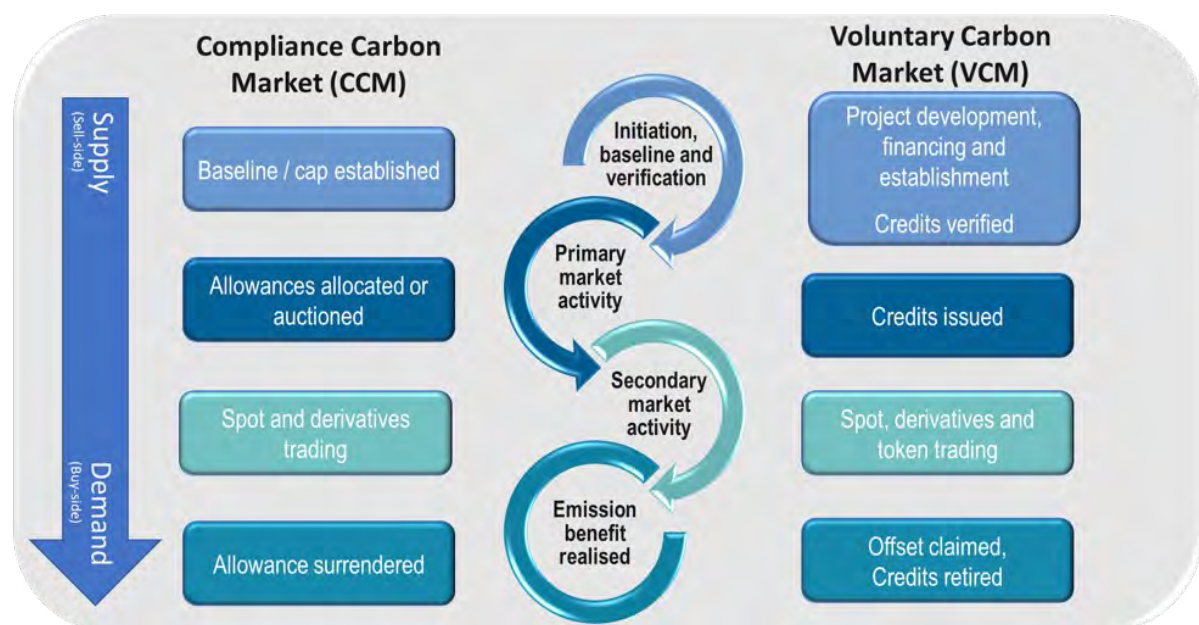 Compliance Carbon
Market (CCM)
Voluntary Carbon
Market (VCM)
Supply
(Sell-side)
Demand
(Buy-side)
Baseline / cap established
Initiation,
baseline and
verification
Project development,
financing and
establishment
Credits verified
Allowances allocated or
auctioned
Primary
market
activity
Credits issued
Spot and derivatives
trading
Secondary
market
activity
Spot, derivatives and
token trading
Allowance surrendered
Emission
benefit
realised
Offset claimed,
Credits retired